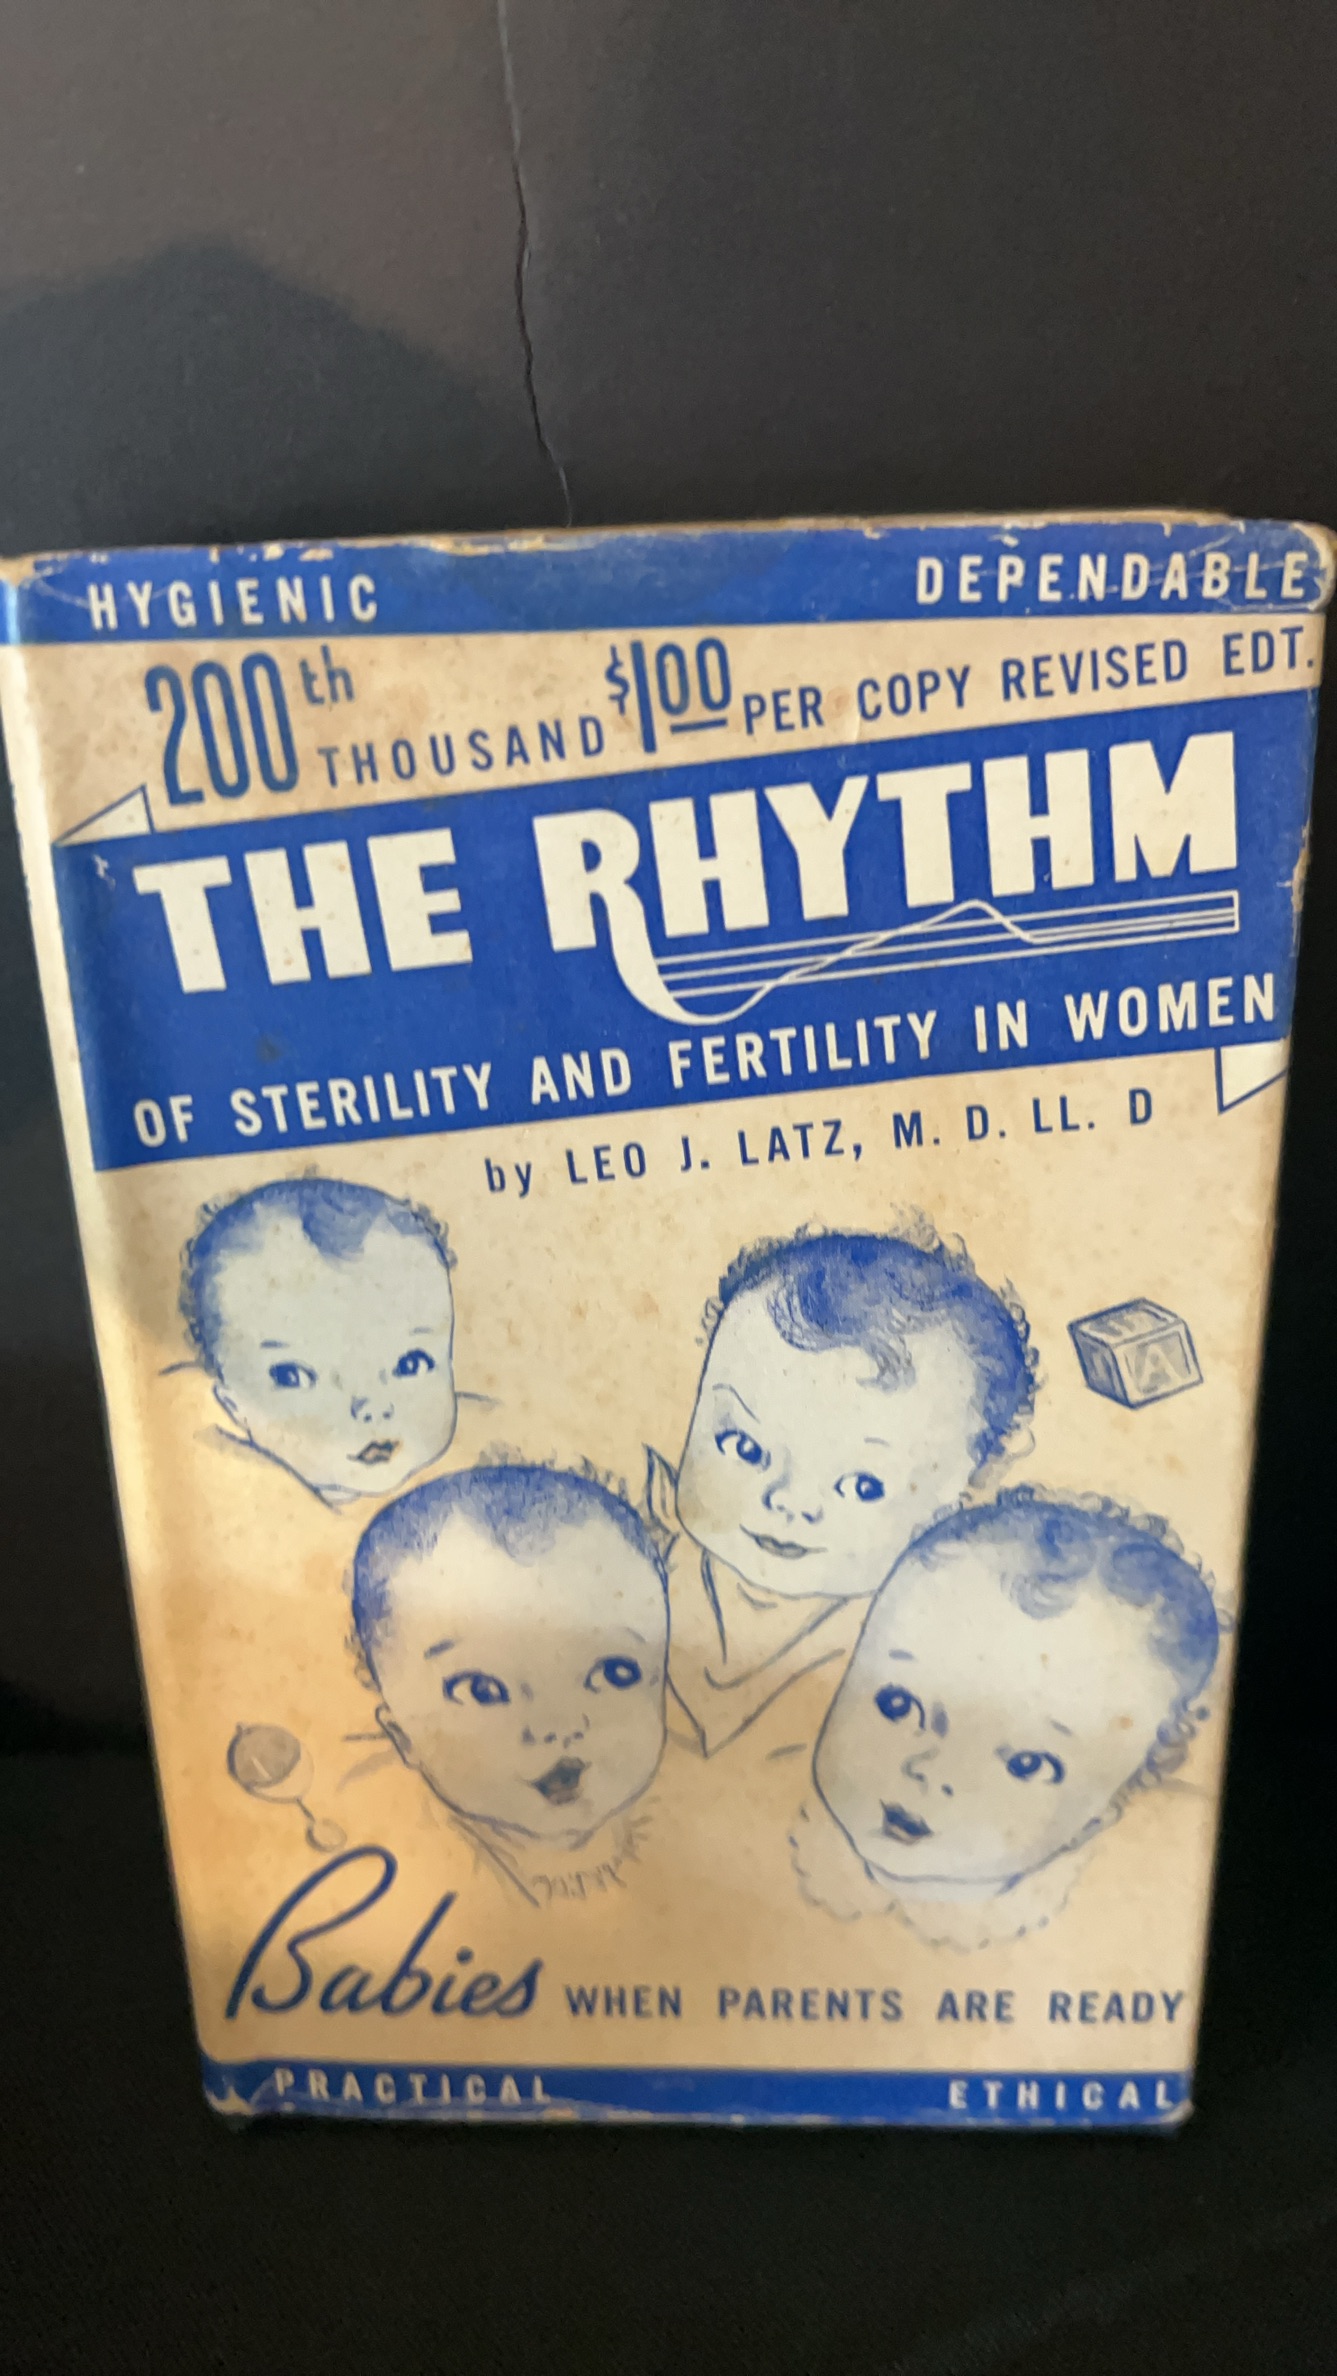 HYGIENIC DEPENDABLE
200th THOUSAND $1.00 PER COPY REVISED EDT.
THE RHYTHM
OF STERILITY AND FERTILITY IN WOMEN
by LEO J. LATZ, M. D. LL. D
A
Babies WHEN PARENTS ARE READY
PRACTICAL ETHICAL